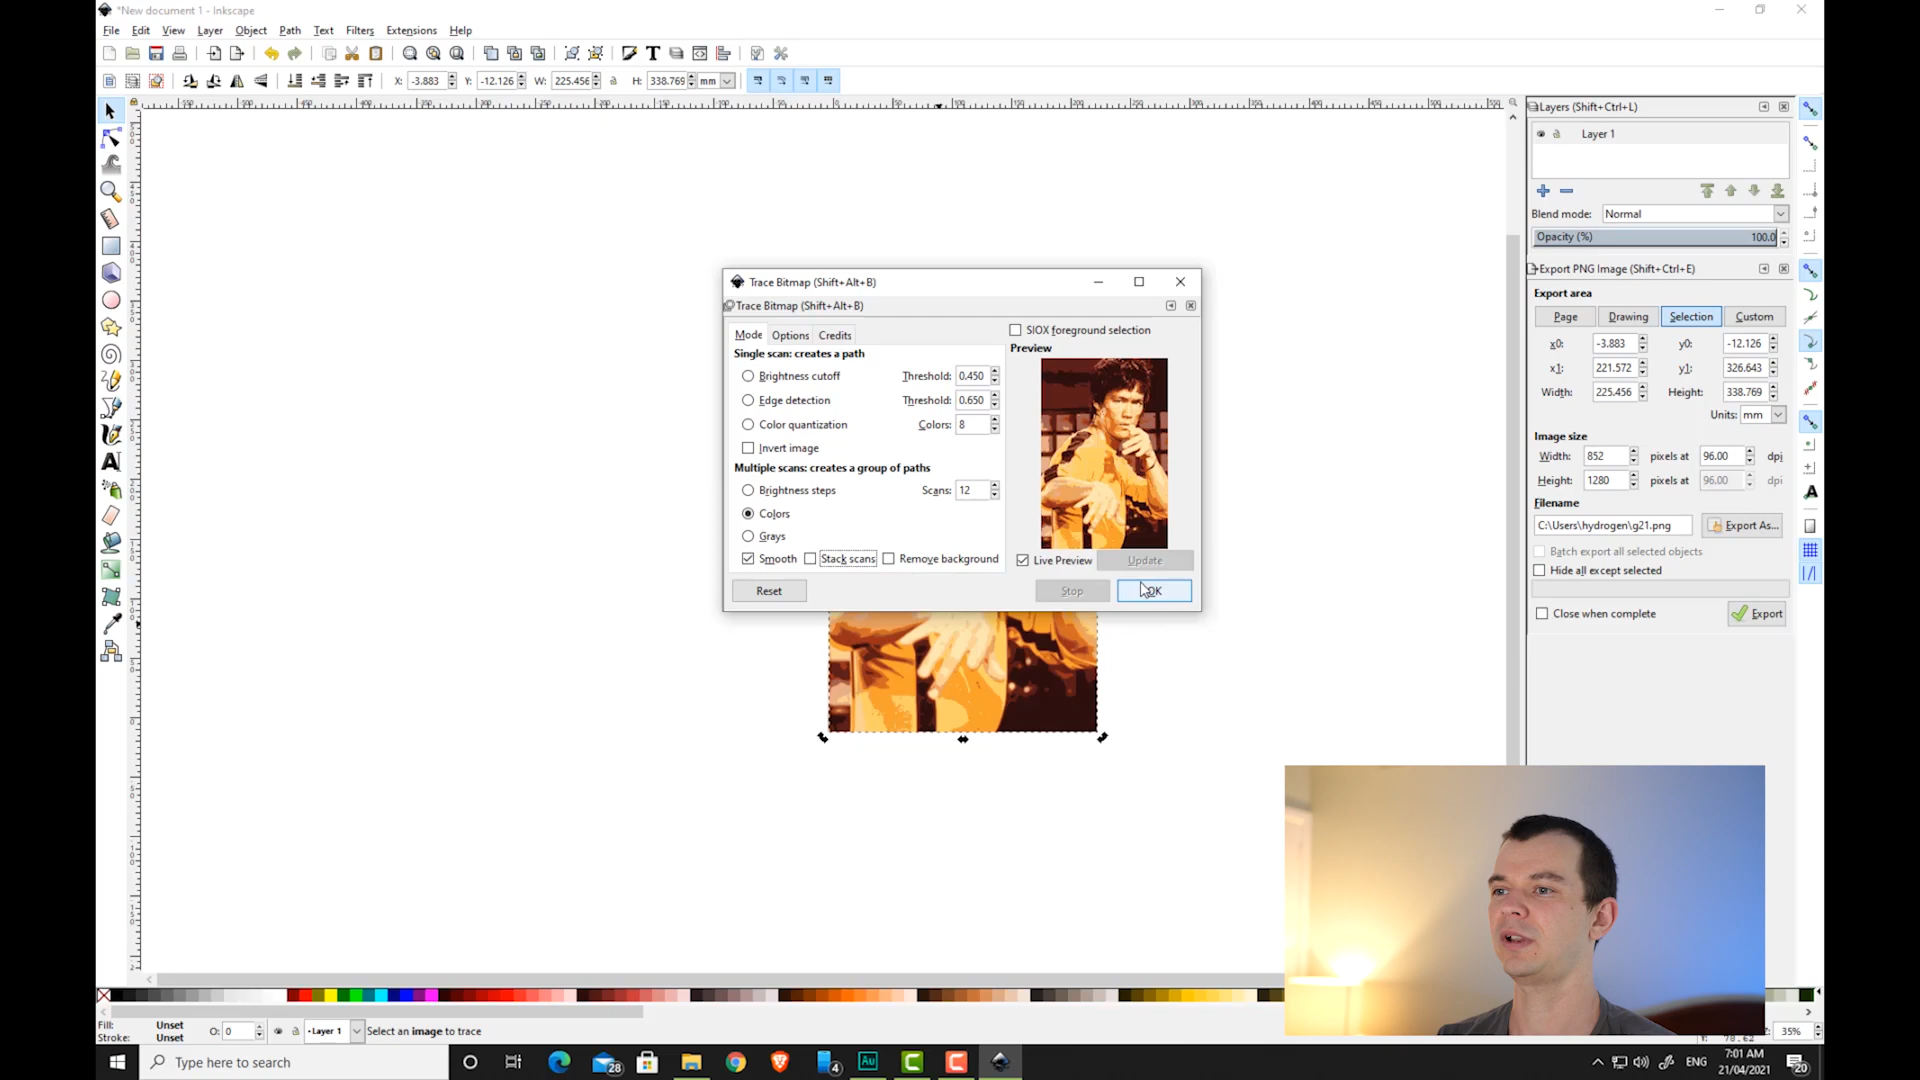 *New document 1 - Inkscape
File Edit View Layer Object Path Text Filters Extensions Help
X: -3.883 Y: -12.126 W: 225.456 H: 338.769 mm
Layers (Shift+Ctrl+L)
Layer 1
Blend mode: Normal
Opacity (%) 100.0
Export PNG Image (Shift+Ctrl+E)
Export area
Page Drawing Selection Custom
x0: -3.883 y0: -12.126
x1: 221.572 y1: 326.643
Width: 225.456 Height: 338.769
Units: mm
Image size
Width: 852 pixels at 96.00 dpi
Height: 1280 pixels at 96.00 dpi
Filename
C:\Users\hydrogen\g21.png Export As...
Batch export all selected objects
Hide all except selected
Close when complete Export
Trace Bitmap (Shift+Alt+B)
Trace Bitmap (Shift+Alt+B)
Mode Options Credits
SIOX foreground selection
Single scan: creates a path
Preview
Brightness cutoff Threshold: 0.450
Edge detection Threshold: 0.650
Color quantization Colors: 8
Invert image
Multiple scans: creates a group of paths
Brightness steps Scans: 12
Colors
Grays
Smooth Stack scans Remove background
Live Preview Update
Reset Stop OK
Fill: Unset
Stroke: Unset
O: 0
Layer 1
Select an image to trace
35%
Type here to search
28
4
ENG
7:01 AM
21/04/2021
20